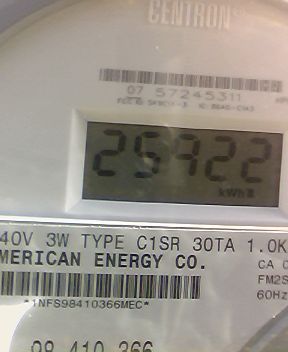 CENTRON
07 57245311
25922
kWh
40V 3W TYPE C1SR 30TA 1.0K
MERICAN ENERGY CO.
CA
FM2S
60Hz
*1NFS98410366MEC*
98 410 366